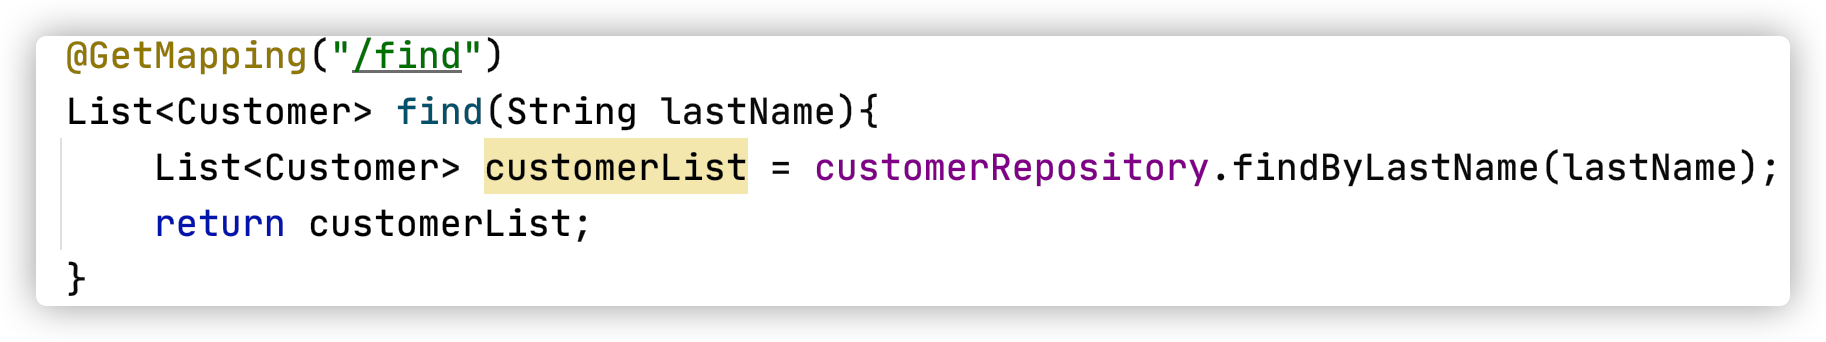 @GetMapping("/find")
List<Customer> find(String lastName){
    List<Customer> customerList = customerRepository.findByLastName(lastName);
    return customerList;
}